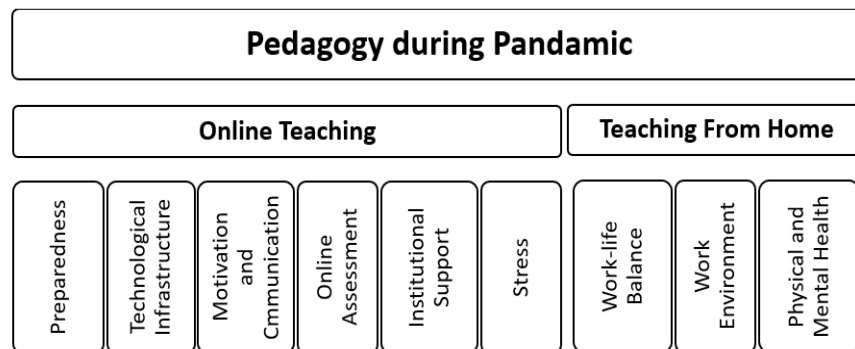 Pedagogy during Pandamic
Online Teaching
Teaching From Home
Preparedness
Technological
Infrastructure
Motivation
and
Cmmunication
Online
Assessment
Institutional
Support
Stress
Work-life
Balance
Work
Environment
Physical and
Mental Health